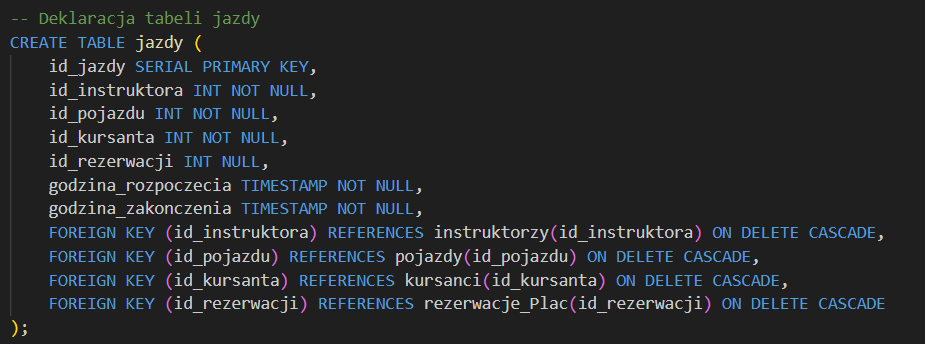 -- Deklaracja tabeli jazdy
CREATE TABLE jazdy (
    id_jazdy SERIAL PRIMARY KEY,
    id_instruktora INT NOT NULL,
    id_pojazdu INT NOT NULL,
    id_kursanta INT NOT NULL,
    id_rezerwacji INT NULL,
    godzina_rozpoczecia TIMESTAMP NOT NULL,
    godzina_zakonczenia TIMESTAMP NOT NULL,
    FOREIGN KEY (id_instruktora) REFERENCES instruktorzy(id_instruktora) ON DELETE CASCADE,
    FOREIGN KEY (id_pojazdu) REFERENCES pojazdy(id_pojazdu) ON DELETE CASCADE,
    FOREIGN KEY (id_kursanta) REFERENCES kursanci(id_kursanta) ON DELETE CASCADE,
    FOREIGN KEY (id_rezerwacji) REFERENCES rezerwacje_Plac(id_rezerwacji) ON DELETE CASCADE
);